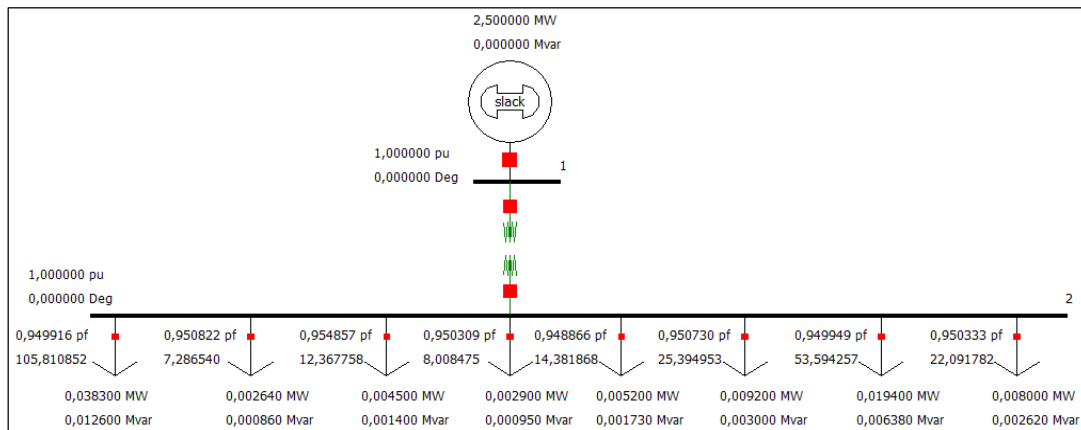 2,500000 MW
0,000000 Mvar
slack
1,000000 pu
0,000000 Deg
1
1,000000 pu
0,000000 Deg
2
0,949916 pf 0,950822 pf 0,954857 pf 0,950309 pf 0,948866 pf 0,950730 pf 0,949949 pf 0,950333 pf
105,810852 7,286540 12,367758 8,008475 14,381868 25,394953 53,594257 22,091782
0,038300 MW 0,002640 MW 0,004500 MW 0,002900 MW 0,005200 MW 0,009200 MW 0,019400 MW 0,008000 MW
0,012600 Mvar 0,000860 Mvar 0,001400 Mvar 0,000950 Mvar 0,001730 Mvar 0,003000 Mvar 0,006380 Mvar 0,002620 Mvar